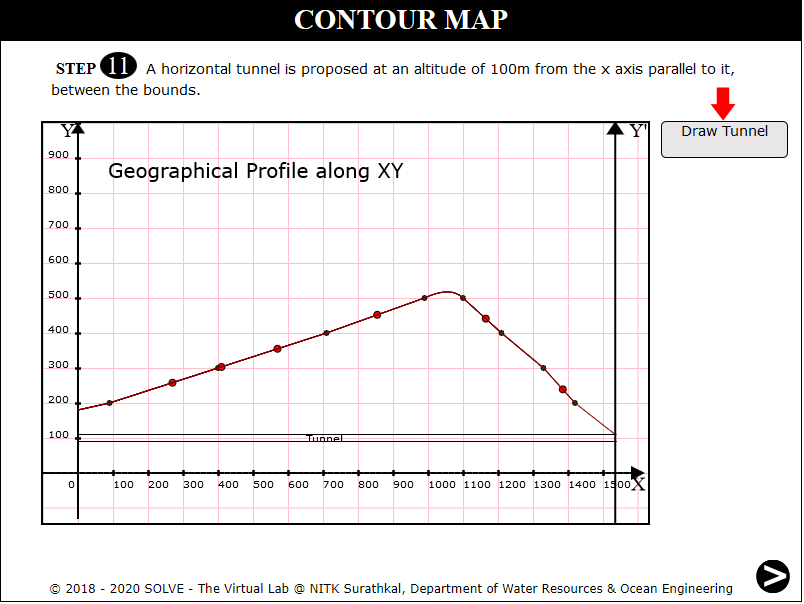 CONTOUR MAP
STEP 11 A horizontal tunnel is proposed at an altitude of 100m from the x axis parallel to it,
between the bounds.
Draw Tunnel
Y Y'
Geographical Profile along XY
900
800
700
600
500
400
300
200
100
Tunnel
0 100 200 300 400 500 600 700 800 900 1000 1100 1200 1300 1400 1500 X
© 2018 - 2020 SOLVE - The Virtual Lab @ NITK Surathkal, Department of Water Resources & Ocean Engineering